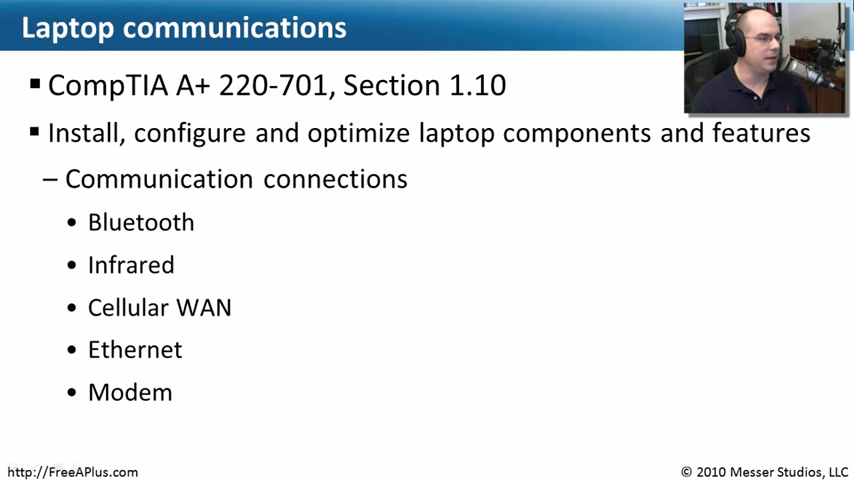 Laptop communications
▪ CompTIA A+ 220-701, Section 1.10
▪ Install, configure and optimize laptop components and features
– Communication connections
• Bluetooth
• Infrared
• Cellular WAN
• Ethernet
• Modem
http://FreeAPlus.com
© 2010 Messer Studios, LLC